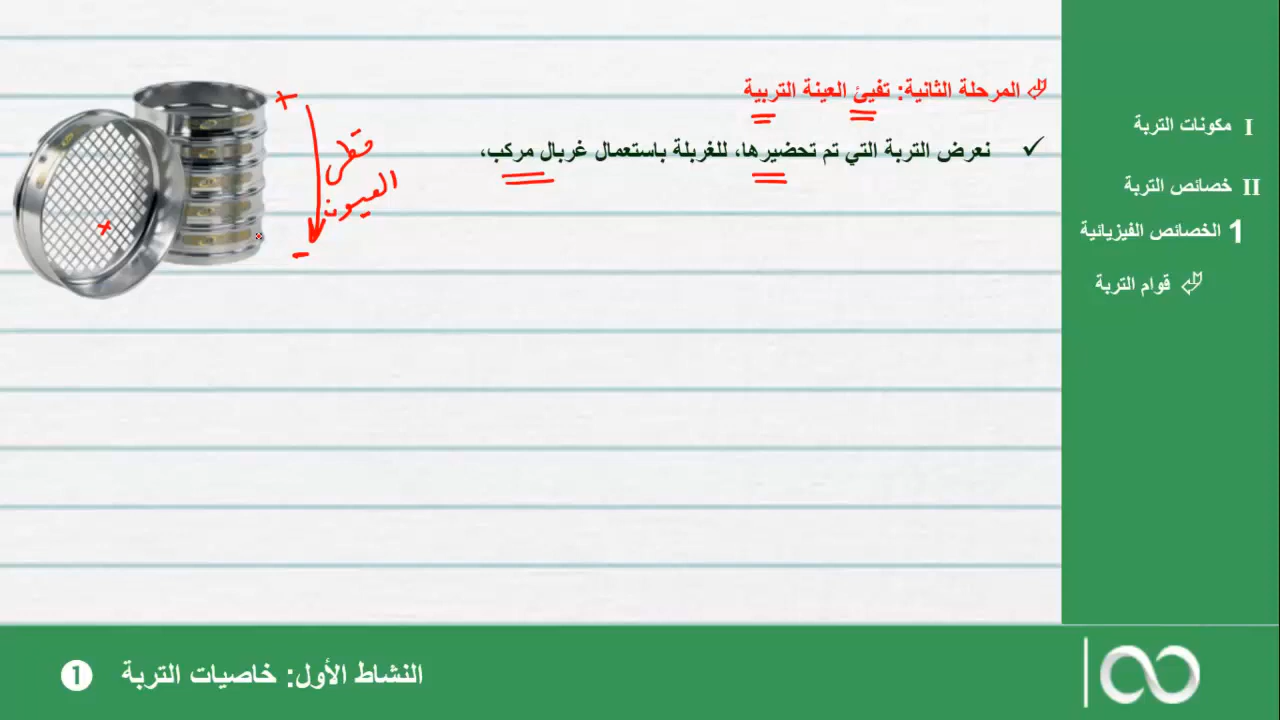 المرحلة الثانية: تفيئ العينة التربية
نعرض التربة التي تم تحضيرها، للغربلة باستعمال غربال مركب،
+
قطر
العيون
-
I مكونات التربة
II خصائص التربة
1 الخصائص الفيزيائية
قوام التربة
النشاط الأول: خاصيات التربة 1